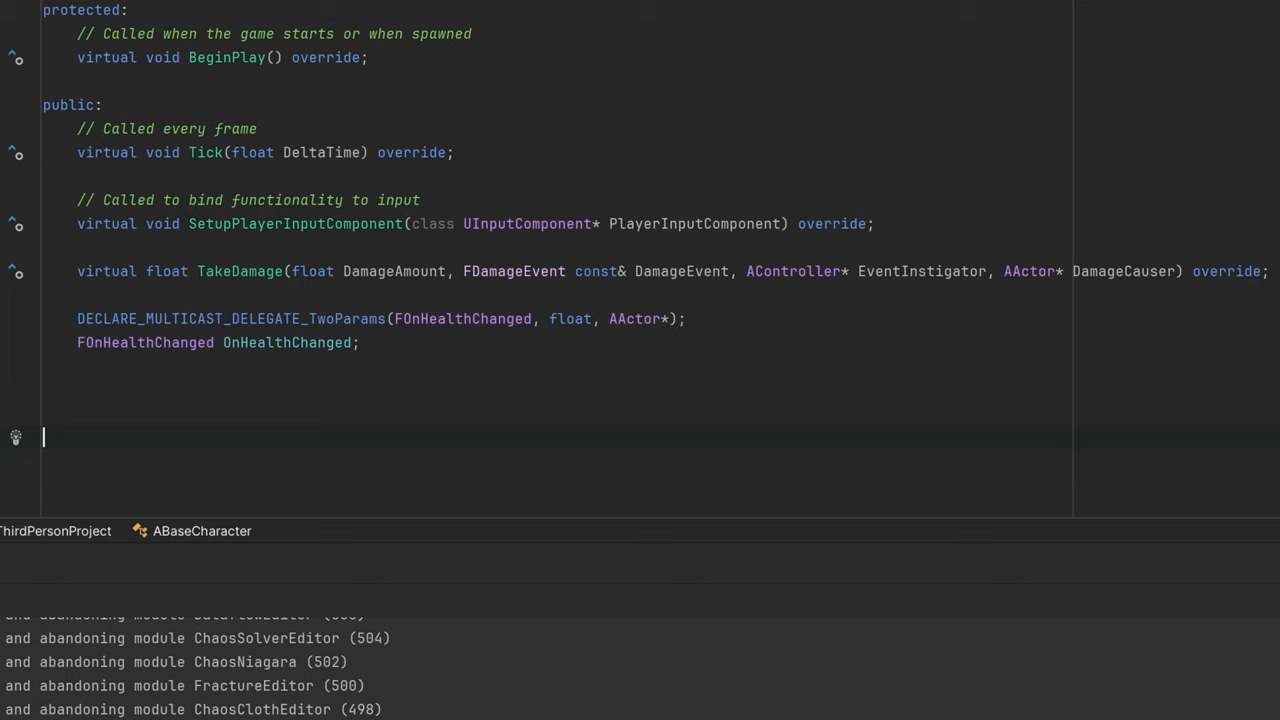 protected:
// Called when the game starts or when spawned
virtual void BeginPlay() override;
public:
// Called every frame
virtual void Tick(float DeltaTime) override;
// Called to bind functionality to input
virtual void SetupPlayerInputComponent(class UInputComponent* PlayerInputComponent) override;
virtual float TakeDamage(float DamageAmount, FDamageEvent const& DamageEvent, AController* EventInstigator, AActor* DamageCauser) override;
DECLARE_MULTICAST_DELEGATE_TwoParams(FOnHealthChanged, float, AActor*);
FOnHealthChanged OnHealthChanged;
ThirdPersonProject ABaseCharacter
and abandoning module
and abandoning module ChaosSolverEditor (504)
and abandoning module ChaosNiagara (502)
and abandoning module FractureEditor (500)
and abandoning module ChaosClothEditor (498)